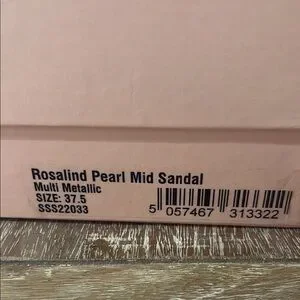 Rosalind Pearl Mid Sandal
Multi Metallic
SIZE: 37.5
SSS22033
5 057467 313322